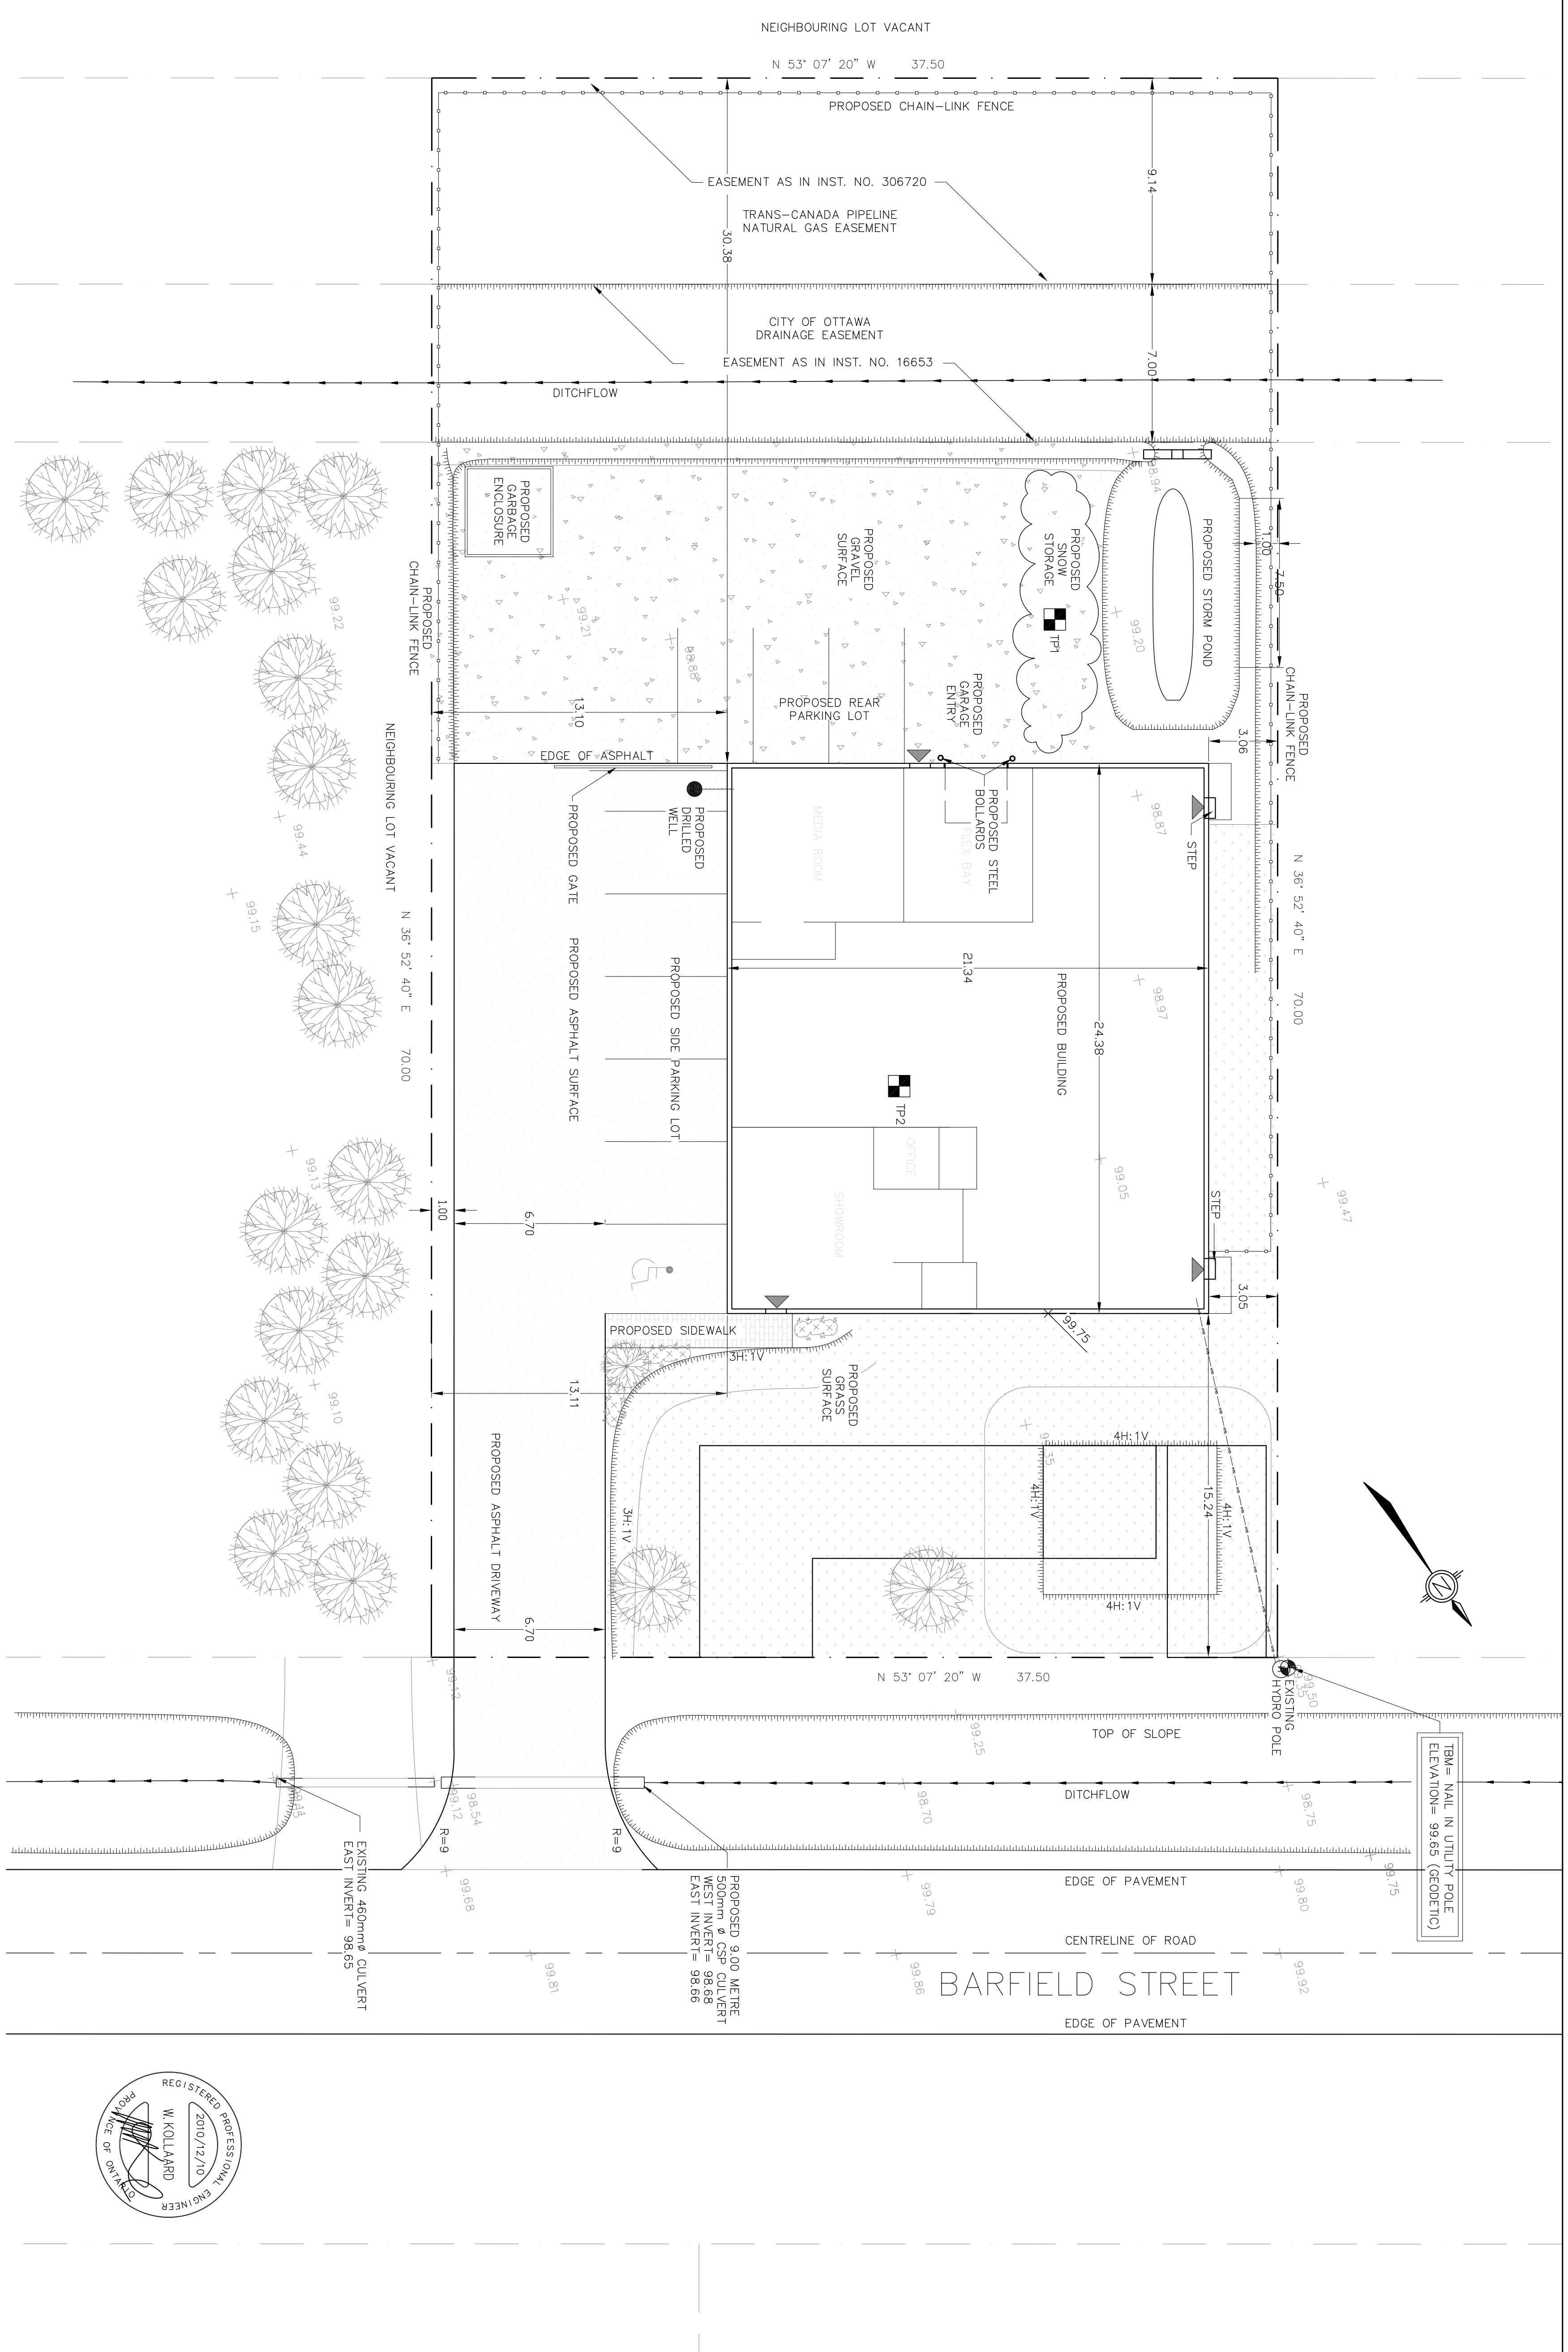 NEIGHBOURING LOT VACANT
N 53° 07' 20" W 37.50
PROPOSED CHAIN-LINK FENCE
9.14
EASEMENT AS IN INST. NO. 306720
TRANS-CANADA PIPELINE
NATURAL GAS EASEMENT
30.38
CITY OF OTTAWA
DRAINAGE EASEMENT
7.00
EASEMENT AS IN INST. NO. 16653
DITCHFLOW
98.94
PROPOSED
GARBAGE
ENCLOSURE
PROPOSED
GRAVEL
SURFACE
PROPOSED
SNOW
STORAGE
TP1
PROPOSED STORM POND
1.00
7.50
99.22
99.21
98.88
99.20
PROPOSED
CHAIN-LINK FENCE
PROPOSED
CHAIN-LINK FENCE
13.10
PROPOSED REAR
PARKING LOT
PROPOSED
GARAGE
ENTRY
3.06
EDGE OF ASPHALT
NEIGHBOURING LOT VACANT
N 36° 52' 40" E 70.00
99.44
99.15
PROPOSED GATE
PROPOSED
DRILLED
WELL
MEDIA ROOM
FLEX BAY
PROPOSED STEEL
BOLLARDS
98.87
STEP
N 36° 52' 40" E 70.00
PROPOSED ASPHALT SURFACE
PROPOSED SIDE PARKING LOT
21.34
PROPOSED BUILDING
24.38
98.97
TP2
OFFICE
SHOWROOM
99.05
STEP
99.47
99.13
1.00
6.70
3.05
PROPOSED SIDEWALK
3H:1V
99.75
99.10
13.11
PROPOSED
GRASS
SURFACE
PROPOSED ASPHALT DRIVEWAY
3H:1V
4H:1V
4H:1V
15.24
4H:1V
4H:1V
6.70
N
99.12
N 53° 07' 20" W 37.50
99.50
EXISTING
HYDRO POLE
TBM= NAIL IN UTILITY POLE
ELEVATION= 99.65 (GEODETIC)
99.25
TOP OF SLOPE
99.12
98.54
98.70
DITCHFLOW
98.75
R=9
R=9
99.75
EXISTING 460mmØ CULVERT
EAST INVERT= 98.65
99.68
PROPOSED 9.00 METRE
500mm Ø CSP CULVERT
WEST INVERT= 98.68
EAST INVERT= 98.66
99.79
EDGE OF PAVEMENT
99.80
CENTRELINE OF ROAD
99.81
99.86
99.92
BARFIELD STREET
EDGE OF PAVEMENT
REGISTERED PROFESSIONAL ENGINEER
2010/12/10
W. KOLLAARD
PROVINCE OF ONTARIO